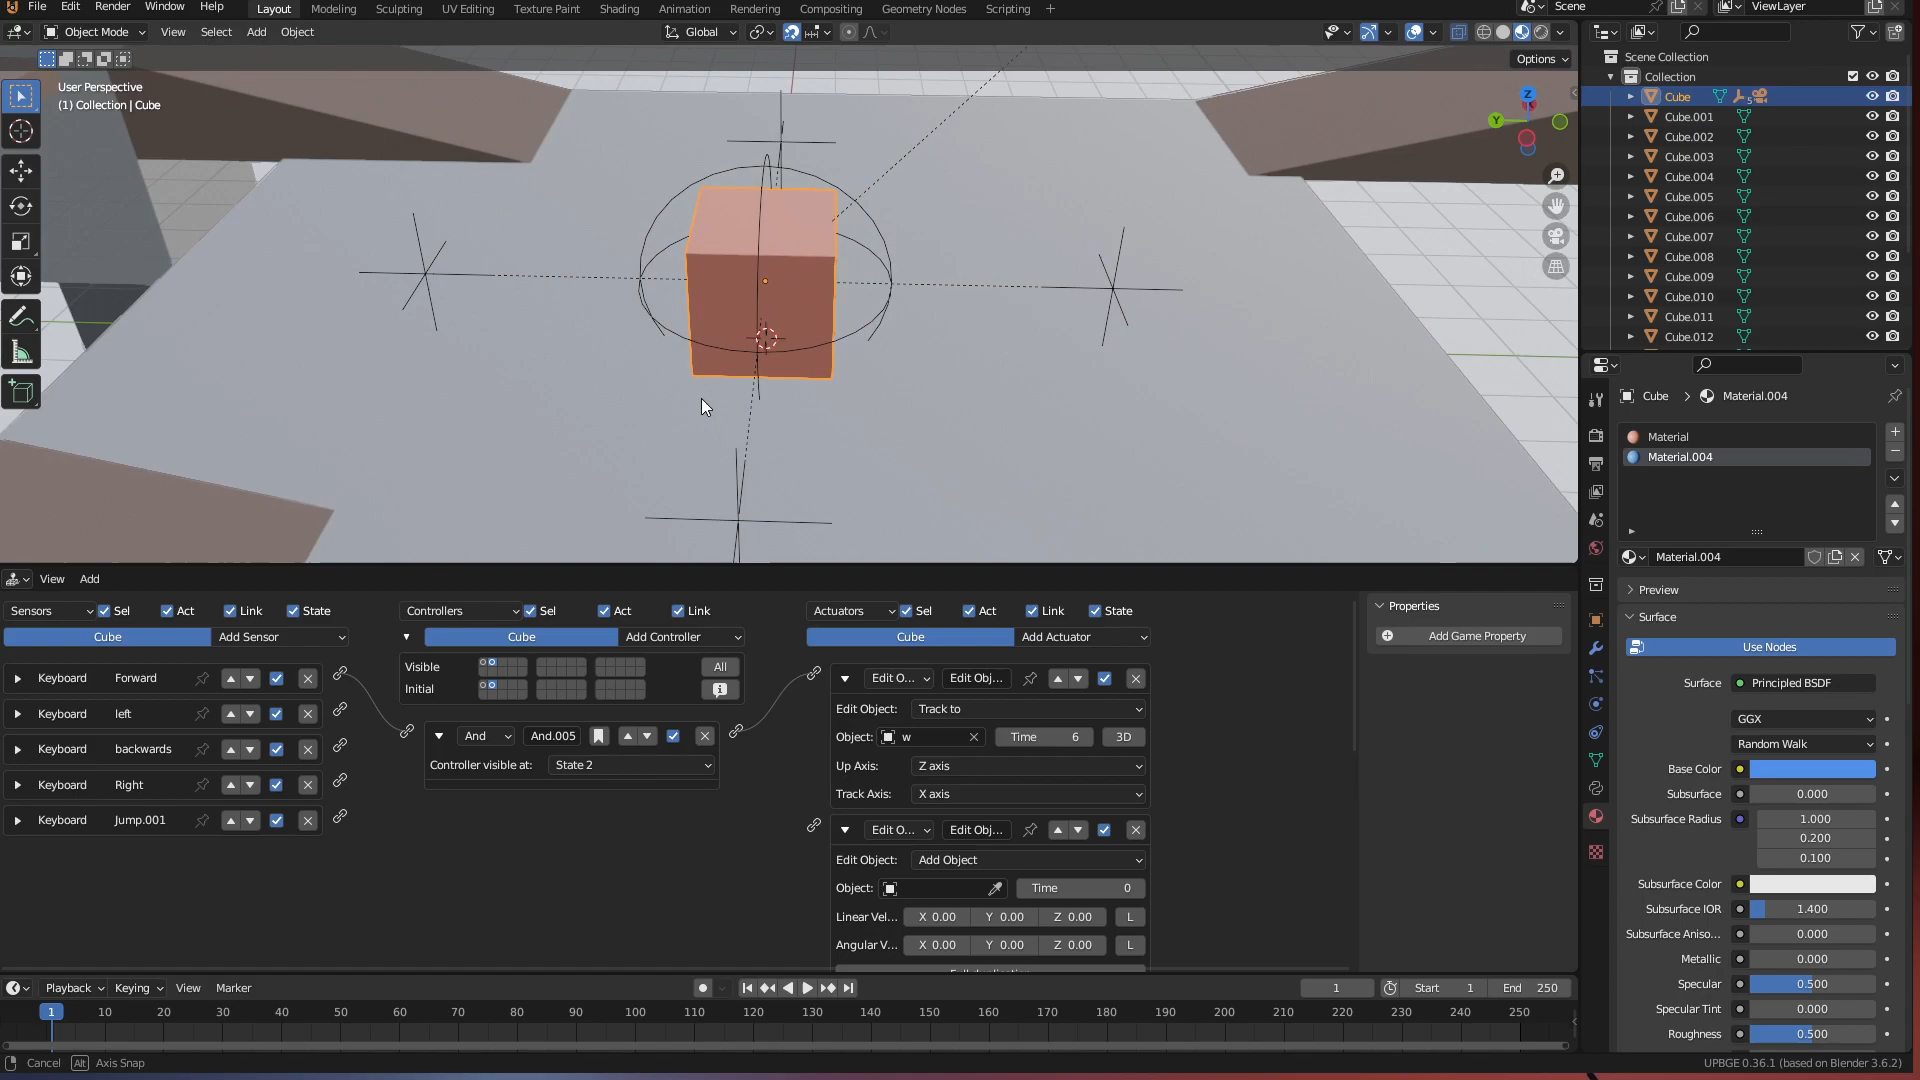 File Edit Render Window Help Layout Modeling Sculpting UV Editing Texture Paint Shading Animation Rendering Compositing Geometry Nodes Scripting + Scene ViewLayer
Object Mode View Select Add Object Global
Options
User Perspective
(1) Collection | Cube
Z
Y
Scene Collection
Collection
Cube 5
Cube.001
Cube.002
Cube.003
Cube.004
Cube.005
Cube.006
Cube.007
Cube.008
Cube.009
Cube.010
Cube.011
Cube.012
Cube > Material.004
Material
Material.004
Material.004
Preview
Surface
Use Nodes
Surface Principled BSDF
GGX
Random Walk
Base Color
Subsurface 0.000
Subsurface Radius 1.000
0.200
0.100
Subsurface Color
Subsurface IOR 1.400
Subsurface Aniso... 0.000
Metallic 0.000
Specular 0.500
Specular Tint 0.000
Roughness 0.500
View Add
Sensors Sel Act Link State
Cube Add Sensor
Keyboard Forward
Keyboard left
Keyboard backwards
Keyboard Right
Keyboard Jump.001
Controllers Sel Act Link
Cube Add Controller
Visible All
Initial
And And.005
Controller visible at: State 2
Actuators Sel Act Link State
Cube Add Actuator
Edit O... Edit Obj...
Edit Object: Track to
Object: w Time 6 3D
Up Axis: Z axis
Track Axis: X axis
Edit O... Edit Obj...
Edit Object: Add Object
Object: Time 0
Linear Vel... X 0.00 Y 0.00 Z 0.00 L
Angular V... X 0.00 Y 0.00 Z 0.00 L
Properties
Add Game Property
Playback Keying View Marker 1 Start 1 End 250
1 10 20 30 40 50 60 70 80 90 100 110 120 130 140 150 160 170 180 190 200 210 220 230 240 250
Cancel Alt Axis Snap UPBGE 0.36.1 (based on Blender 3.6.2)